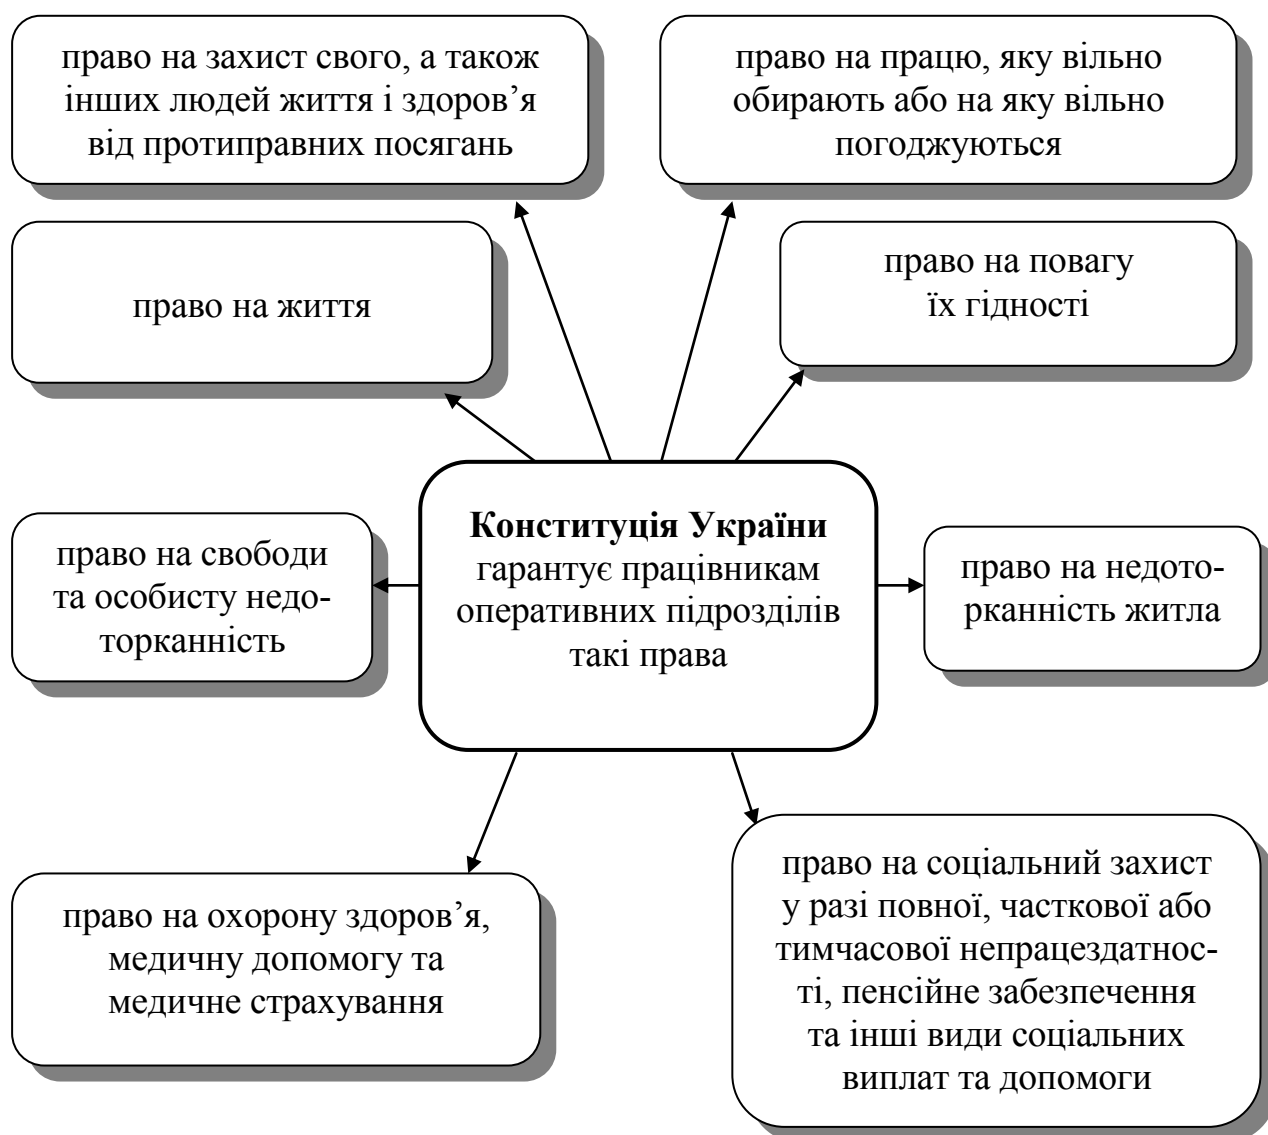 право на захист свого, а також
інших людей життя і здоров’я
від протиправних посягань
право на працю, яку вільно
обирають або на яку вільно
погоджуються
право на життя
право на повагу
їх гідності
право на свободи
та особисту недо-
торканність
Конституція України
гарантує працівникам
оперативних підрозділів
такі права
право на недото-
рканність житла
право на охорону здоров’я,
медичну допомогу та
медичне страхування
право на соціальний захист
у разі повної, часткової або
тимчасової непрацездатнос-
ті, пенсійне забезпечення
та інші види соціальних
виплат та допомоги